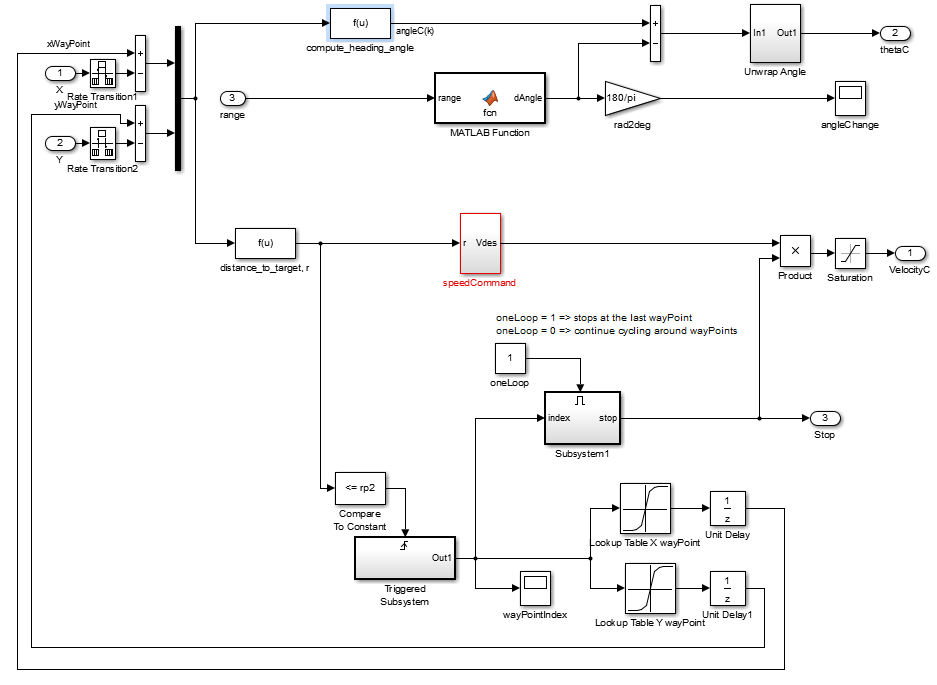 f(u)
angleC(k)
compute_heading_angle
+
−
In1
Out1
Unwrap Angle
2
thetaC
xWayPoint
+
−
1
X
Rate Transition1
yWayPoint
+
−
2
Y
Rate Transition2
3
range
range
fcn
dAngle
MATLAB Function
180/pi
rad2deg
angleChange
f(u)
distance_to_target, r
r
Vdes
speedCommand
×
Product
Saturation
1
VelocityC
oneLoop = 1 => stops at the last wayPoint
oneLoop = 0 => continue cycling around wayPoints
1
oneLoop
index
stop
Subsystem1
3
Stop
<= rp2
Compare
To Constant
Out1
Triggered
Subsystem
wayPointIndex
Lookup Table X wayPoint
1
z
Unit Delay
Lookup Table Y wayPoint
1
z
Unit Delay1